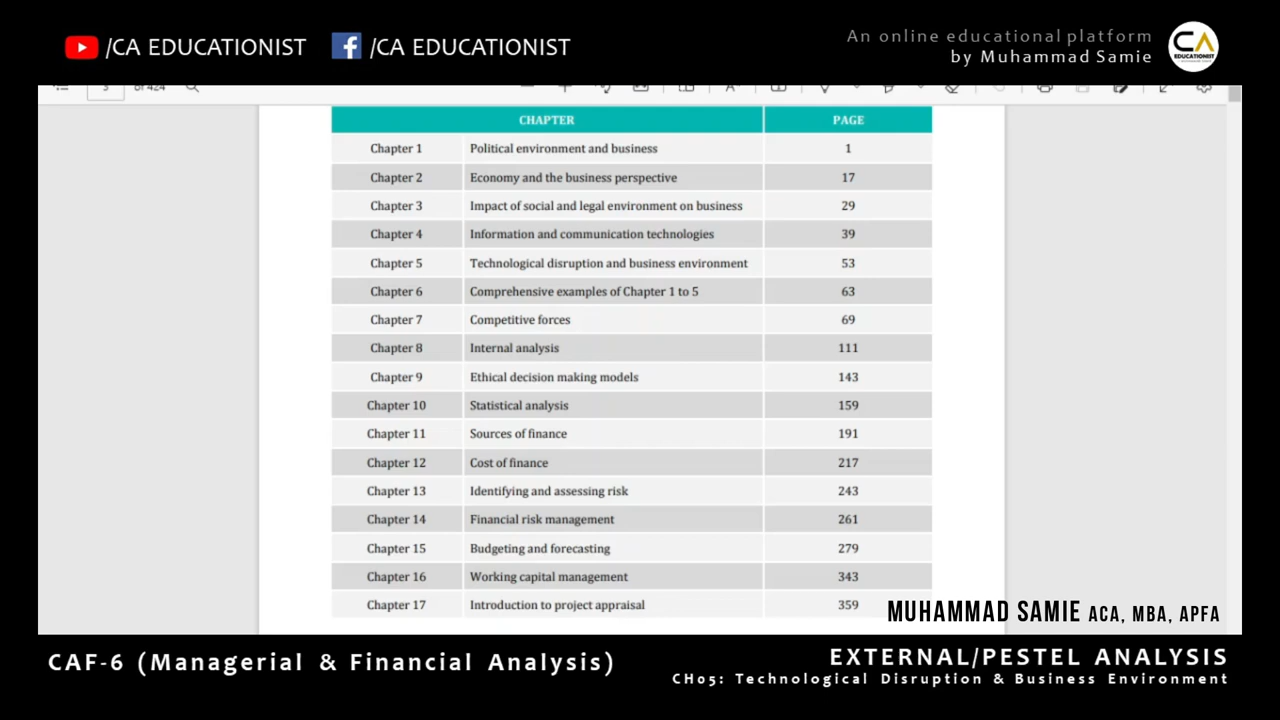 /CA EDUCATIONIST /CA EDUCATIONIST
An online educational platform
by Muhammad Samie
CA
EDUCATIONIST
of 424
CHAPTER PAGE
Chapter 1 Political environment and business 1
Chapter 2 Economy and the business perspective 17
Chapter 3 Impact of social and legal environment on business 29
Chapter 4 Information and communication technologies 39
Chapter 5 Technological disruption and business environment 53
Chapter 6 Comprehensive examples of Chapter 1 to 5 63
Chapter 7 Competitive forces 69
Chapter 8 Internal analysis 111
Chapter 9 Ethical decision making models 143
Chapter 10 Statistical analysis 159
Chapter 11 Sources of finance 191
Chapter 12 Cost of finance 217
Chapter 13 Identifying and assessing risk 243
Chapter 14 Financial risk management 261
Chapter 15 Budgeting and forecasting 279
Chapter 16 Working capital management 343
Chapter 17 Introduction to project appraisal 359
MUHAMMAD SAMIE ACA, MBA, APFA
CAF-6 (Managerial & Financial Analysis)
EXTERNAL/PESTEL ANALYSIS
CH05: Technological Disruption & Business Environment